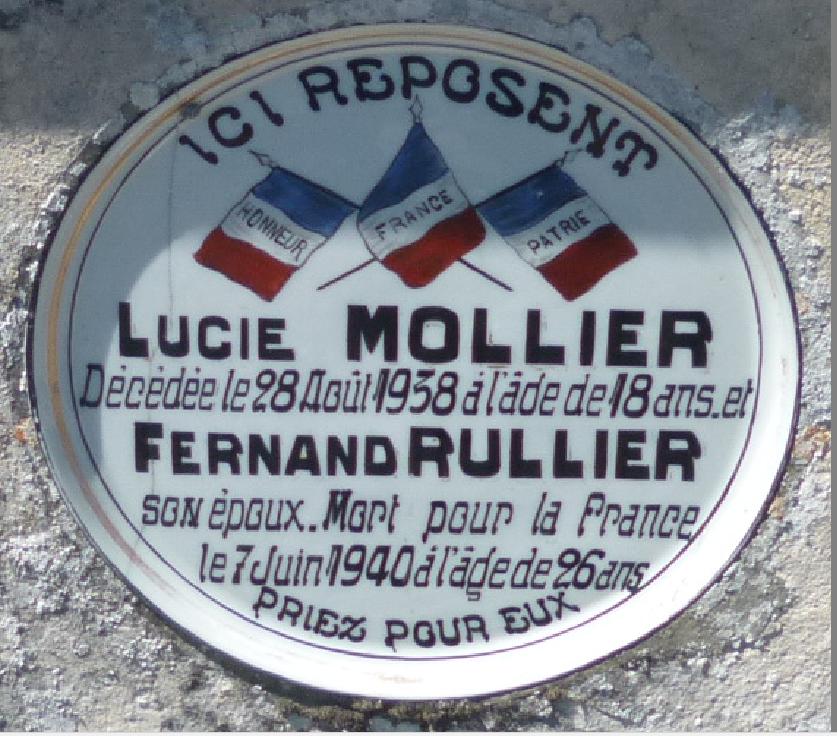 ICI REPOSENT
HONNEUR
FRANCE
PATRIE
LUCIE MOLLIER
Décédée le 28 Août 1938 á l'âde de 18 ans. et
FERNAND RULLIER
son époux. Mort pour la France
le 7 Juin 1940 á l'âge de 26 ans
PRIEZ POUR EUX